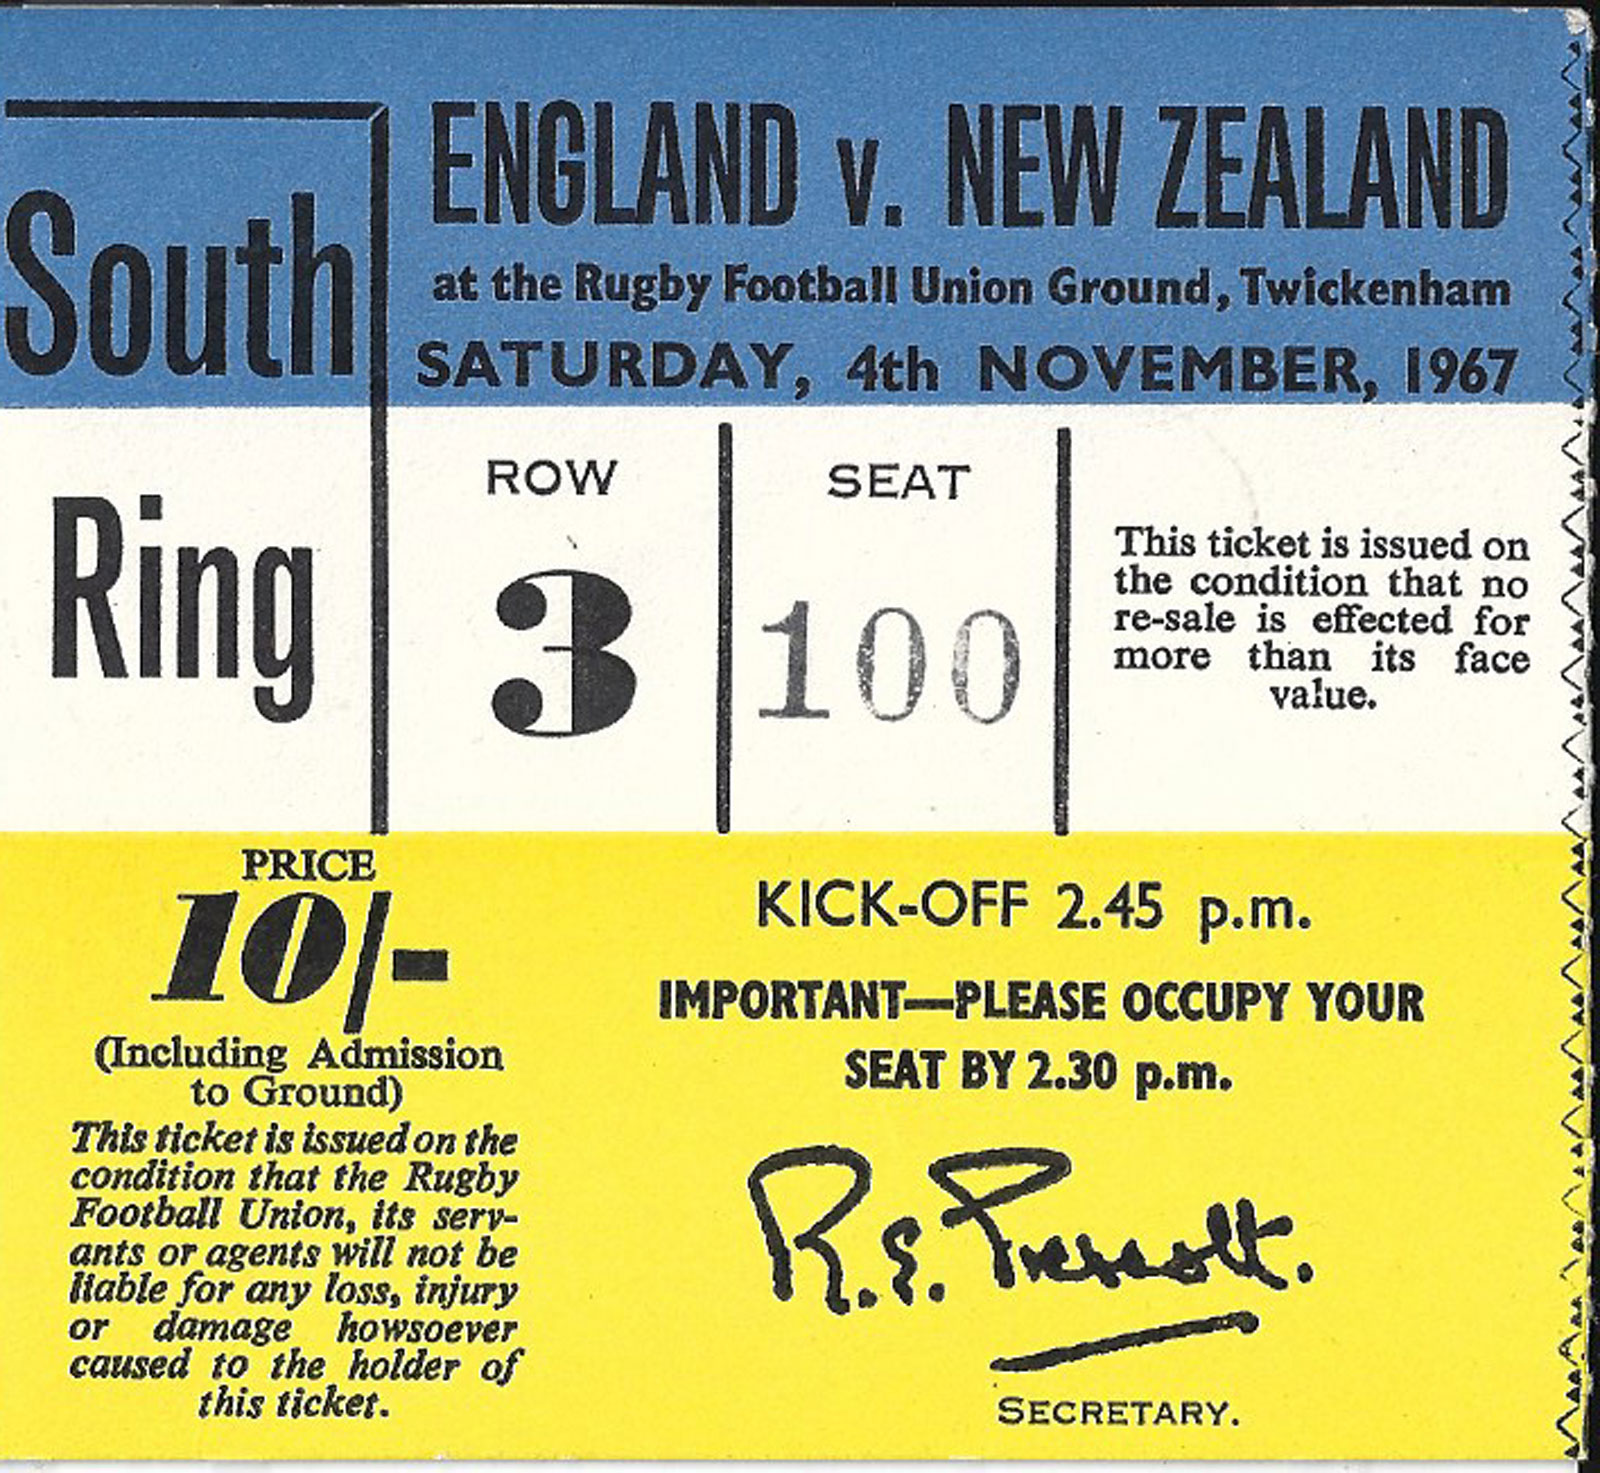 South
Ring
ENGLAND v. NEW ZEALAND
at the Rugby Football Union Ground, Twickenham
SATURDAY, 4th NOVEMBER, 1967
ROW
3
SEAT
100
This ticket is issued on
the condition that no
re-sale is effected for
more than its face
value.
PRICE
10/-
(Including Admission
to Ground)
This ticket is issued on the
condition that the Rugby
Football Union, its serv-
ants or agents will not be
liable for any loss, injury
or damage howsoever
caused to the holder of
this ticket.
KICK-OFF 2.45 p.m.
IMPORTANT—PLEASE OCCUPY YOUR
SEAT BY 2.30 p.m.
R.E.
SECRETARY.